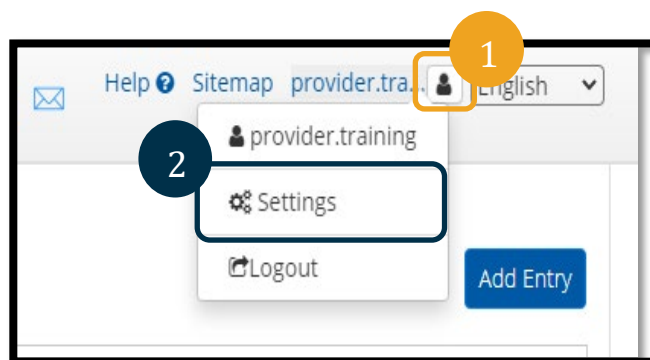 1
Help Sitemap provider.tra... English
provider.training
2
Settings
Logout
Add Entry